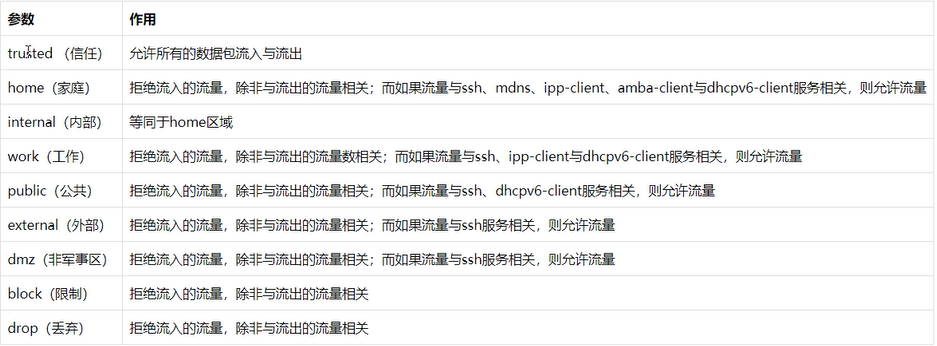 参数 作用
trusted （信任） 允许所有的数据包流入与流出
home（家庭） 拒绝流入的流量，除非与流出的流量相关；而如果流量与ssh、mdns、ipp-client、amba-client与dhcpv6-client服务相关，则允许流量
internal（内部） 等同于home区域
work（工作） 拒绝流入的流量，除非与流出的流量数相关；而如果流量与ssh、ipp-client与dhcpv6-client服务相关，则允许流量
public（公共） 拒绝流入的流量，除非与流出的流量相关；而如果流量与ssh、dhcpv6-client服务相关，则允许流量
external（外部） 拒绝流入的流量，除非与流出的流量相关；而如果流量与ssh服务相关，则允许流量
dmz（非军事区） 拒绝流入的流量，除非与流出的流量相关；而如果流量与ssh服务相关，则允许流量
block（限制） 拒绝流入的流量，除非与流出的流量相关
drop（丢弃） 拒绝流入的流量，除非与流出的流量相关